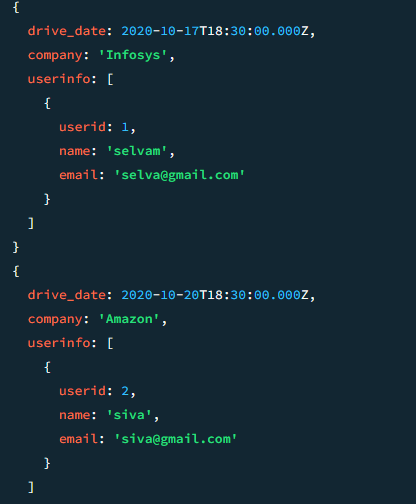 {
  drive_date: 2020-10-17T18:30:00.000Z,
  company: 'Infosys',
  userinfo: [
    {
      userid: 1,
      name: 'selvam',
      email: 'selva@gmail.com'
    }
  ]
}
{
  drive_date: 2020-10-20T18:30:00.000Z,
  company: 'Amazon',
  userinfo: [
    {
      userid: 2,
      name: 'siva',
      email: 'siva@gmail.com'
    }
  ]